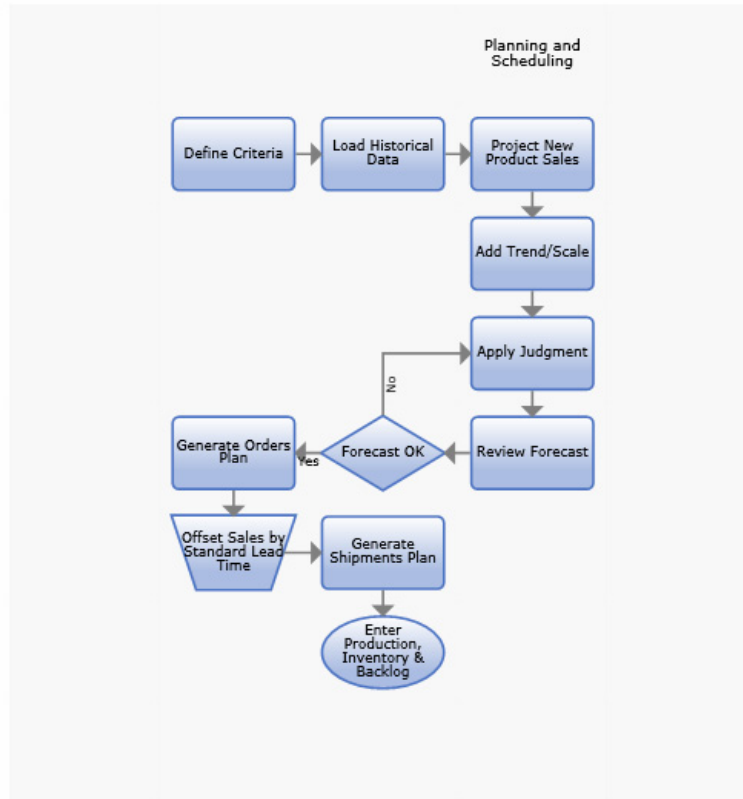 Planning and
Scheduling
Define Criteria
Load Historical
Data
Project New
Product Sales
Add Trend/Scale
Apply Judgment
No
Generate Orders
Plan
Yes
Forecast OK
Review Forecast
Offset Sales by
Standard Lead
Time
Generate
Shipments Plan
Enter
Production,
Inventory &
Backlog